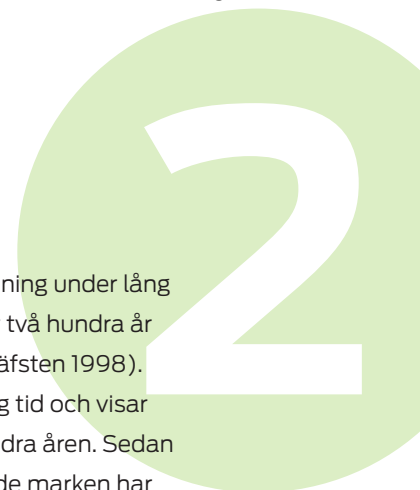 2
ning under lång
två hundra år
äfsten 1998).
g tid och visar
dra åren. Sedan
de marken har